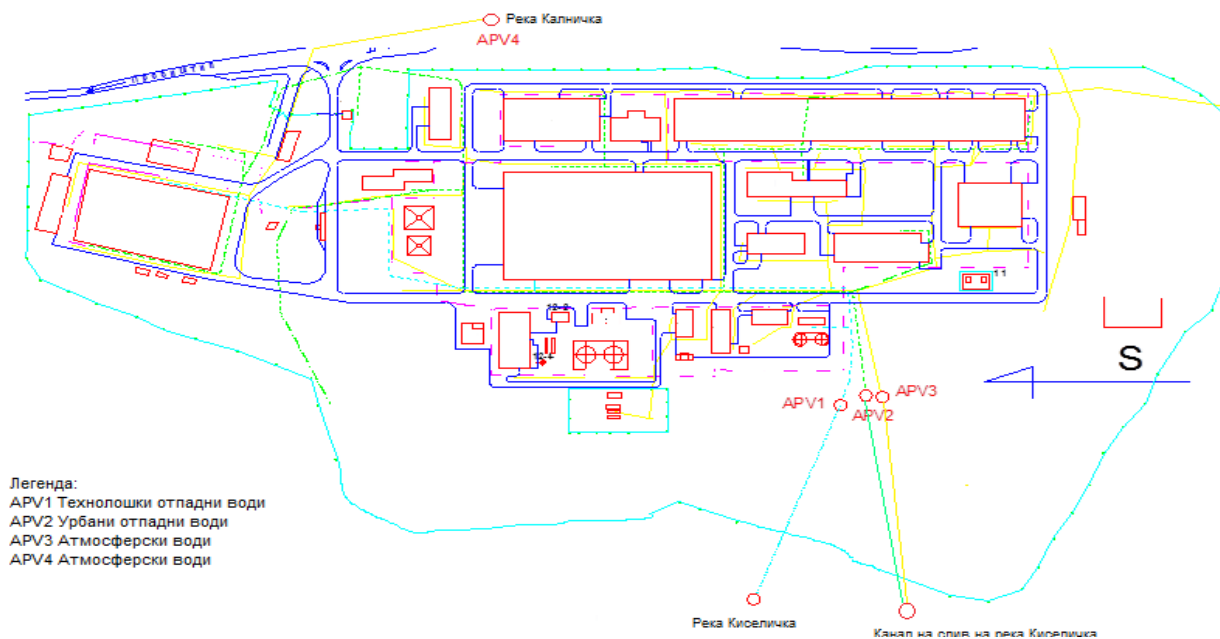 Река Калничка
APV4
11
S
APV1
APV2
APV3
Легенда:
APV1 Технолошки отпадни води
APV2 Урбани отпадни води
APV3 Атмосферски води
APV4 Атмосферски води
Река Киселичка
Канал на слив на река Киселичка